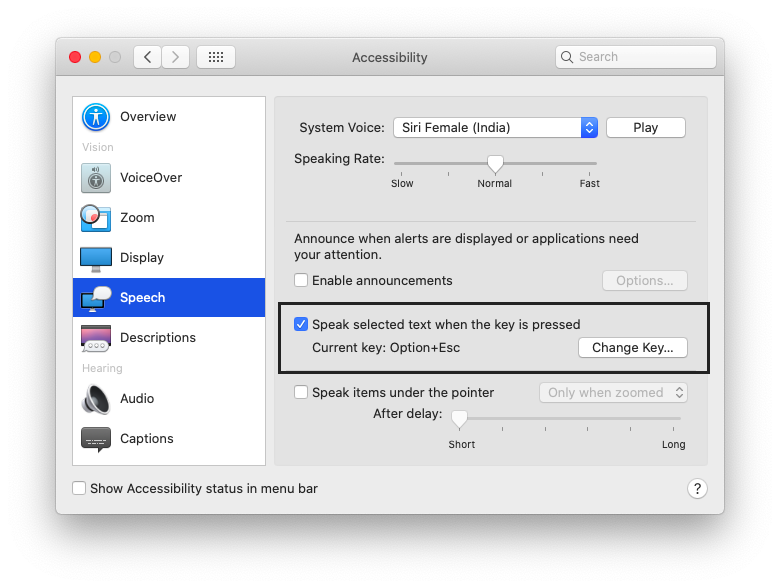 Accessibility
Search
Overview
Vision
VoiceOver
Zoom
Display
Speech
Descriptions
Hearing
Audio
Captions
System Voice: Siri Female (India) Play
Speaking Rate:
Slow Normal Fast
Announce when alerts are displayed or applications need
your attention.
Enable announcements Options...
Speak selected text when the key is pressed
Current key: Option+Esc Change Key...
Speak items under the pointer Only when zoomed
After delay:
Short Long
Show Accessibility status in menu bar ?